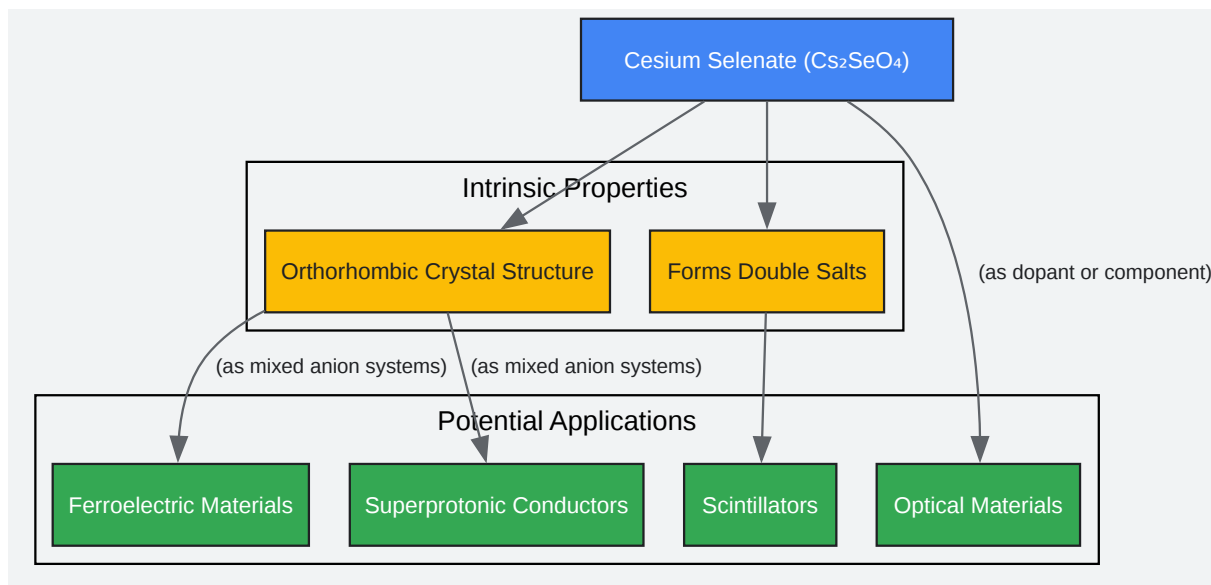 Cesium Selenate (Cs₂SeO₄)
Intrinsic Properties
Orthorhombic Crystal Structure
Forms Double Salts
(as dopant or component)
(as mixed anion systems)
(as mixed anion systems)
Potential Applications
Ferroelectric Materials
Superprotonic Conductors
Scintillators
Optical Materials